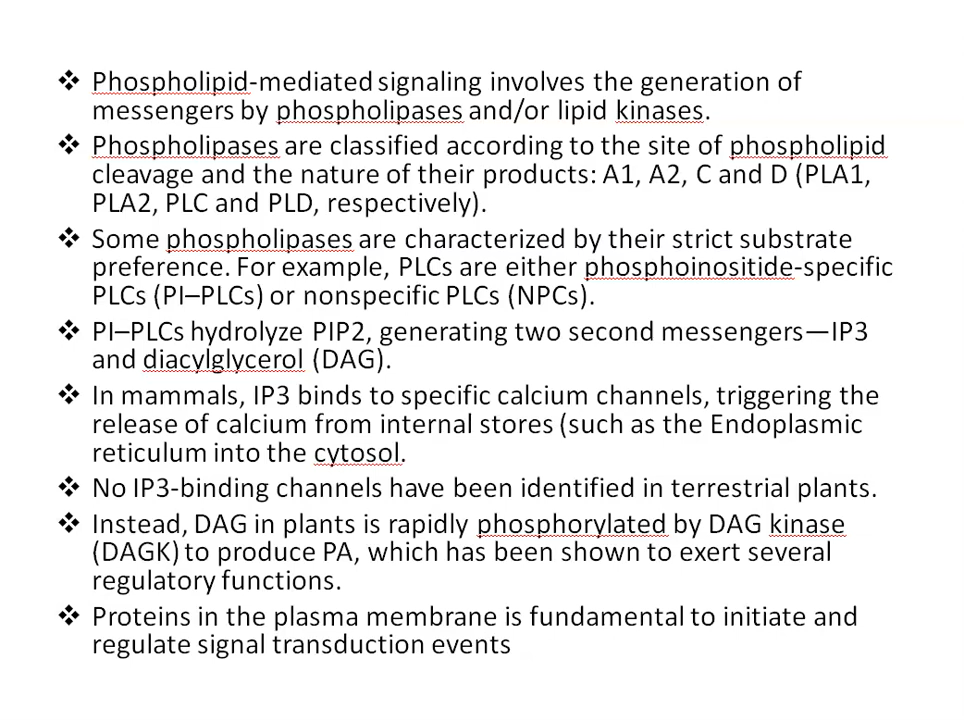 ❖ Phospholipid-mediated signaling involves the generation of
messengers by phospholipases and/or lipid kinases.
❖ Phospholipases are classified according to the site of phospholipid
cleavage and the nature of their products: A1, A2, C and D (PLA1,
PLA2, PLC and PLD, respectively).
❖ Some phospholipases are characterized by their strict substrate
preference. For example, PLCs are either phosphoinositide-specific
PLCs (PI–PLCs) or nonspecific PLCs (NPCs).
❖ PI–PLCs hydrolyze PIP2, generating two second messengers—IP3
and diacylglycerol (DAG).
❖ In mammals, IP3 binds to specific calcium channels, triggering the
release of calcium from internal stores (such as the Endoplasmic
reticulum into the cytosol.
❖ No IP3-binding channels have been identified in terrestrial plants.
❖ Instead, DAG in plants is rapidly phosphorylated by DAG kinase
(DAGK) to produce PA, which has been shown to exert several
regulatory functions.
❖ Proteins in the plasma membrane is fundamental to initiate and
regulate signal transduction events